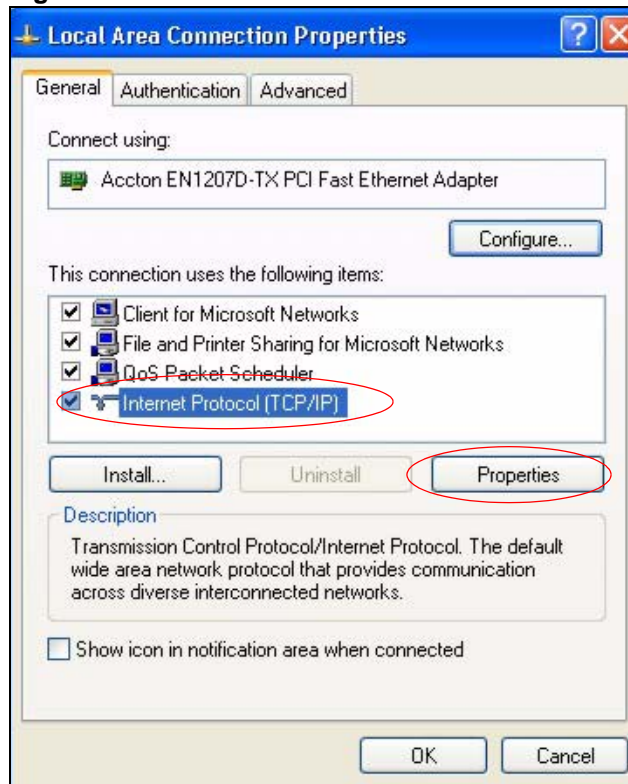 Local Area Connection Properties
General Authentication Advanced
Connect using:
Accton EN1207D-TX PCI Fast Ethernet Adapter
Configure...
This connection uses the following items:
Client for Microsoft Networks
File and Printer Sharing for Microsoft Networks
QoS Packet Scheduler
Internet Protocol (TCP/IP)
Install... Uninstall Properties
Description
Transmission Control Protocol/Internet Protocol. The default
wide area network protocol that provides communication
across diverse interconnected networks.
Show icon in notification area when connected
OK Cancel